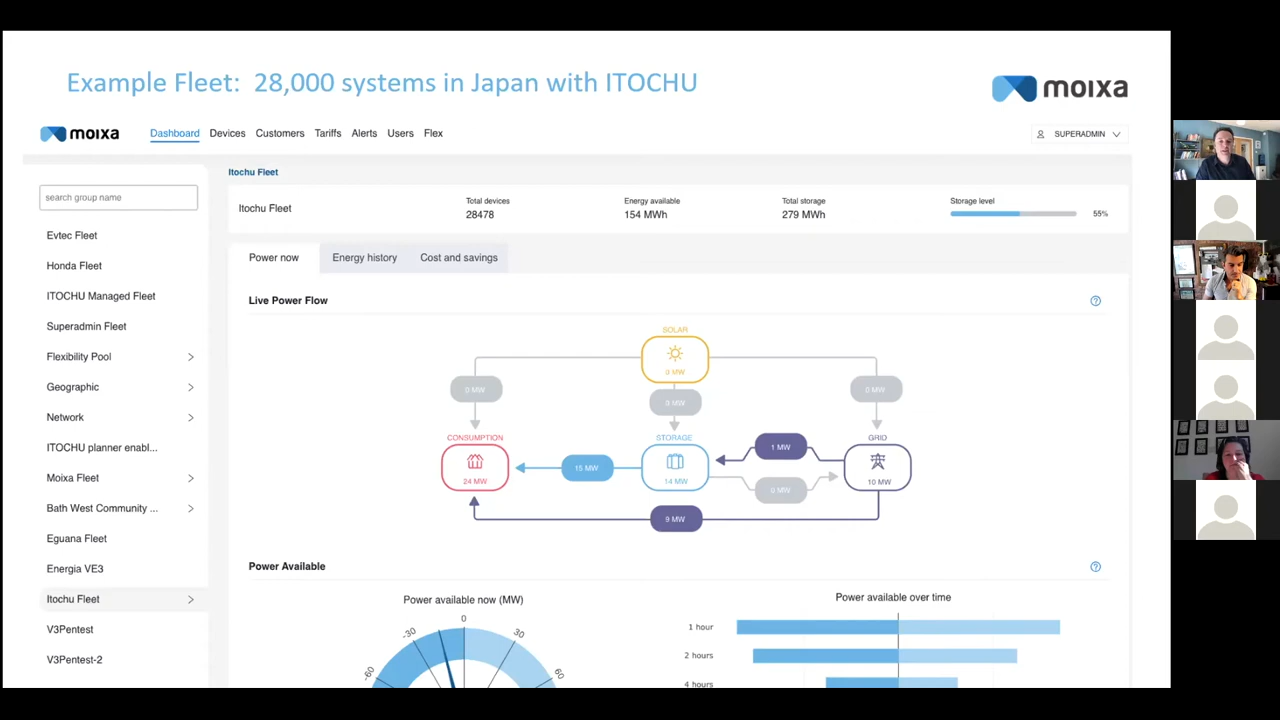 Example Fleet: 28,000 systems in Japan with ITOCHU
moixa
moixa
Dashboard Devices Customers Tariffs Alerts Users Flex
SUPERADMIN
search group name
Evtec Fleet
Honda Fleet
ITOCHU Managed Fleet
Superadmin Fleet
Flexibility Pool
Geographic
Network
ITOCHU planner enabl...
Moixa Fleet
Bath West Community ...
Eguana Fleet
Energia VE3
Itochu Fleet
V3Pentest
V3Pentest-2
Itochu Fleet
Itochu Fleet
Total devices
28478
Energy available
154 MWh
Total storage
279 MWh
Storage level
55%
Power now Energy history Cost and savings
Live Power Flow
SOLAR
0 MW
0 MW
0 MW
0 MW
CONSUMPTION
24 MW
15 MW
STORAGE
14 MW
1 MW
0 MW
GRID
10 MW
9 MW
Power Available
Power available now (MW)
-60
-30
0
30
60
Power available over time
1 hour
2 hours
4 hours